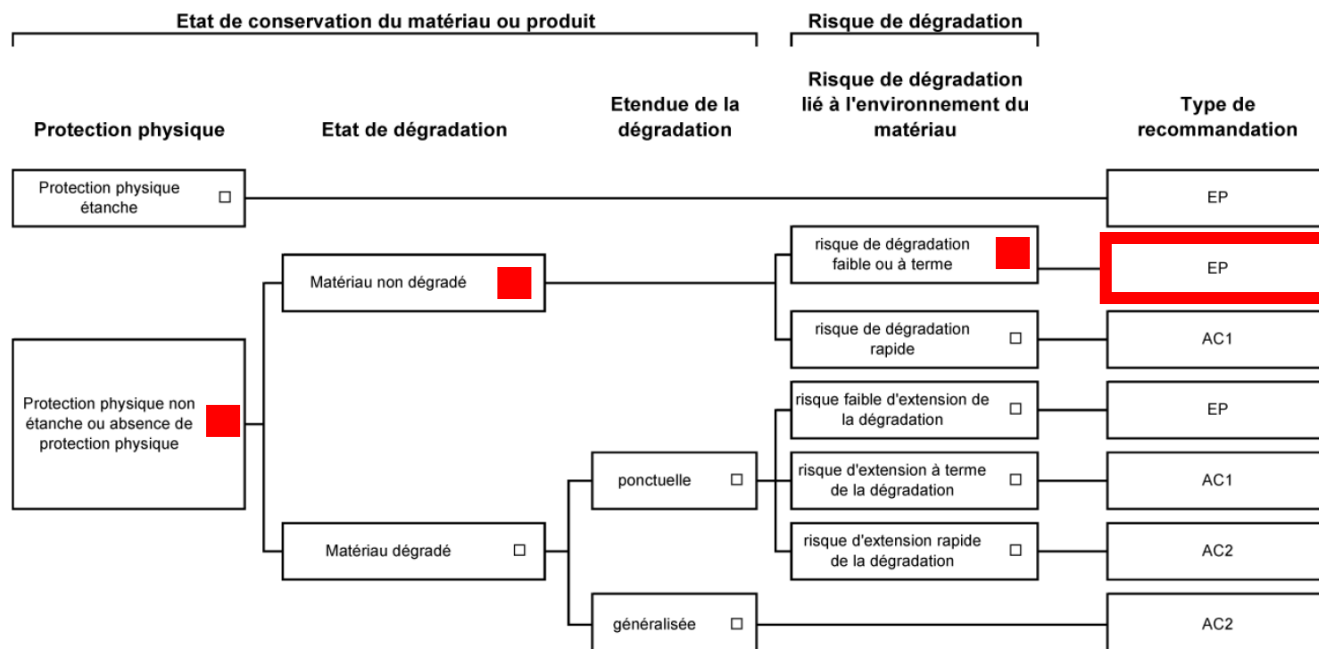 Etat de conservation du matériau ou produit
Risque de dégradation
Protection physique
Etat de dégradation
Etendue de la
dégradation
Risque de dégradation
lié à l'environnement du
matériau
Type de
recommandation
Protection physique
étanche
EP
Matériau non dégradé
risque de dégradation
faible ou à terme
EP
risque de dégradation
rapide
AC1
Protection physique non
étanche ou absence de
protection physique
risque faible d'extension de
la dégradation
EP
ponctuelle
risque d'extension à terme
de la dégradation
AC1
Matériau dégradé
risque d'extension rapide
de la dégradation
AC2
généralisée
AC2